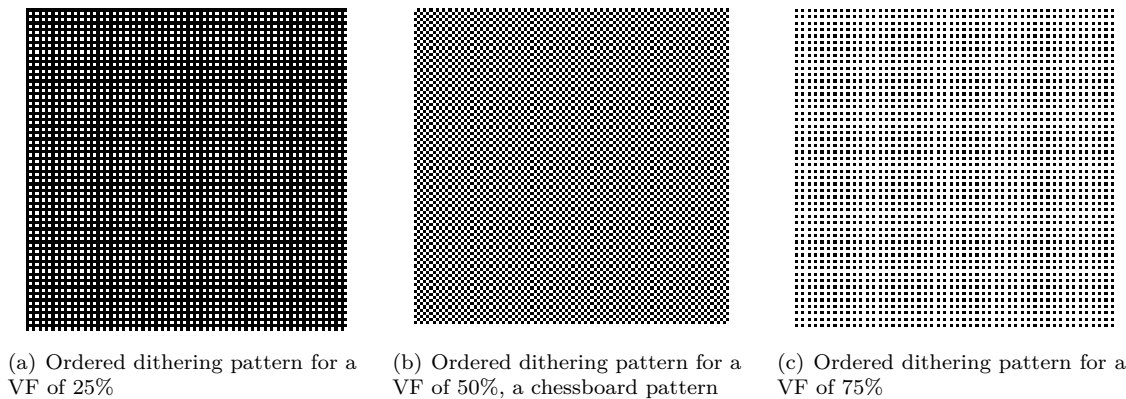 (a) Ordered dithering pattern for a
VF of 25%
(b) Ordered dithering pattern for a
VF of 50%, a chessboard pattern
(c) Ordered dithering pattern for a
VF of 75%